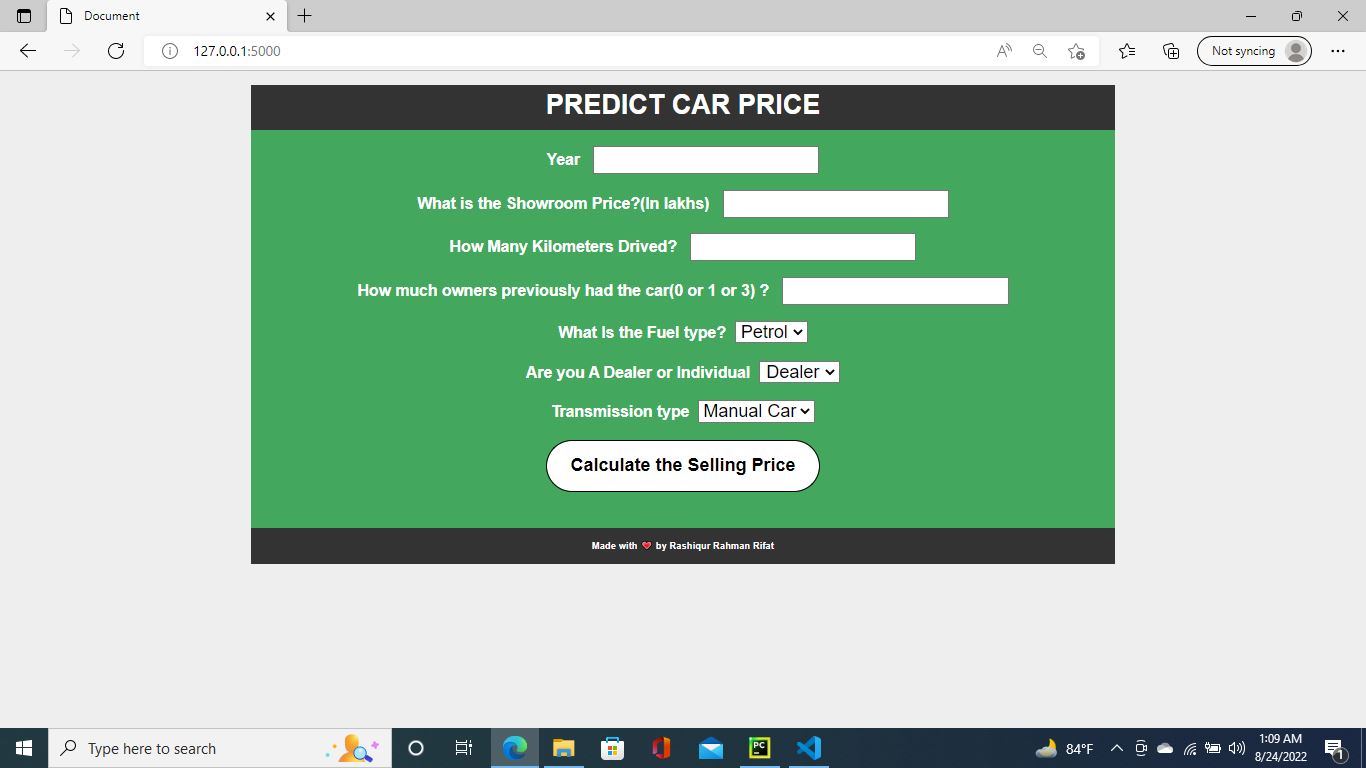 Document
127.0.0.1:5000
Not syncing
PREDICT CAR PRICE
Year
What is the Showroom Price?(In lakhs)
How Many Kilometers Drived?
How much owners previously had the car(0 or 1 or 3) ?
What Is the Fuel type? Petrol
Are you A Dealer or Individual Dealer
Transmission type Manual Car
Calculate the Selling Price
Made with ❤ by Rashiqur Rahman Rifat
Type here to search
PC
84°F
1:09 AM
8/24/2022
1